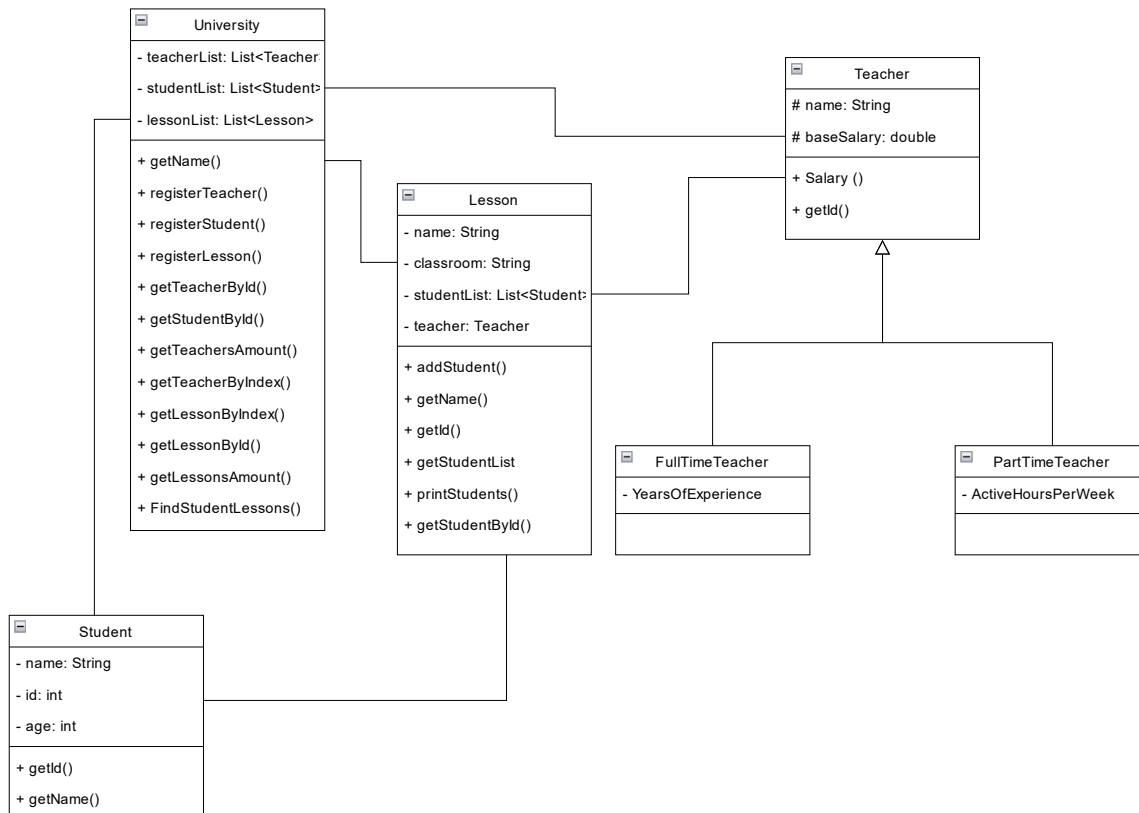 University
- teacherList: List<Teacher
- studentList: List<Student>
- lessonList: List<Lesson>
+ getName()
+ registerTeacher()
+ registerStudent()
+ registerLesson()
+ getTeacherById()
+ getStudentById()
+ getTeachersAmount()
+ getTeacherByIndex()
+ getLessonByIndex()
+ getLessonById()
+ getLessonsAmount()
+ FindStudentLessons()
Teacher
# name: String
# baseSalary: double
+ Salary ()
+ getId()
Lesson
- name: String
- classroom: String
- studentList: List<Student>
- teacher: Teacher
+ addStudent()
+ getName()
+ getId()
+ getStudentList
+ printStudents()
+ getStudentById()
FullTimeTeacher
- YearsOfExperience
PartTimeTeacher
- ActiveHoursPerWeek
Student
- name: String
- id: int
- age: int
+ getId()
+ getName()